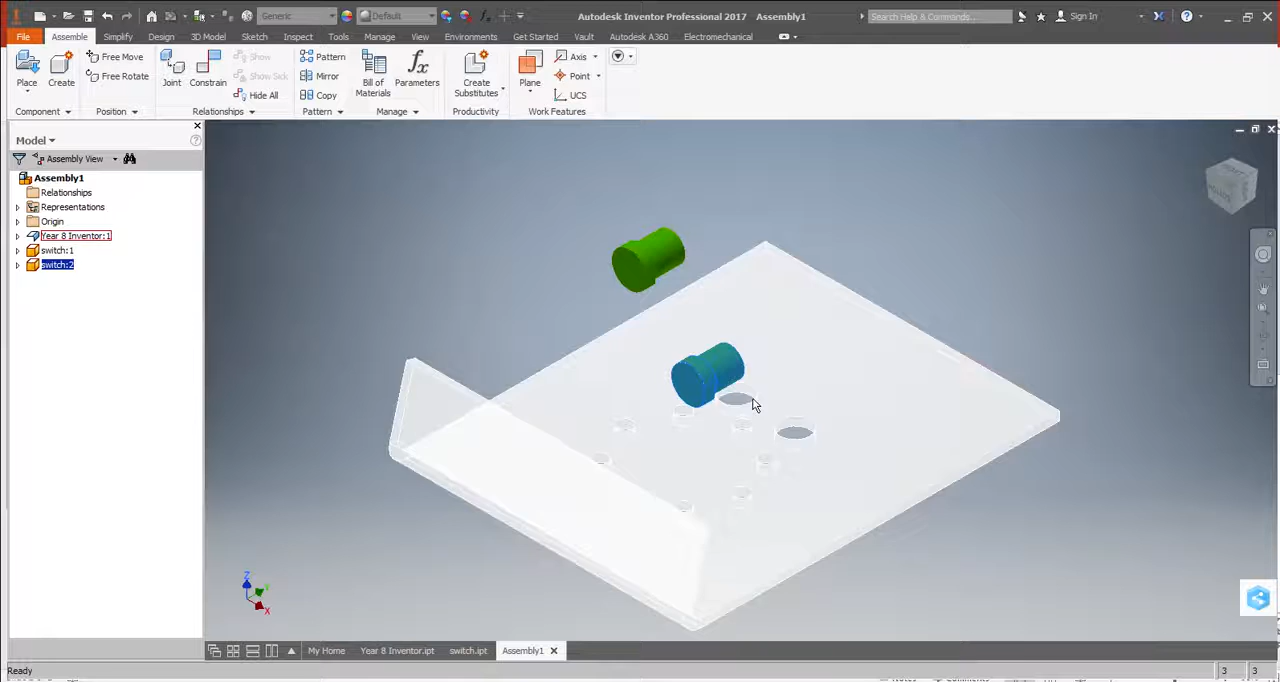 Generic
Default
Autodesk Inventor Professional 2017 Assembly1
Search Help & Commands...
Sign In
File Assemble Simplify Design 3D Model Sketch Inspect Tools Manage View Environments Get Started Vault Autodesk A360 Electromechanical
Place
Create
Free Move
Free Rotate
Joint
Constrain
Show
Show Sick
Hide All
Pattern
Mirror
Copy
Bill of
Materials
Parameters
Create
Substitutes
Plane
Axis
Point
UCS
Component Position Relationships Pattern Manage Productivity Work Features
Model
Assembly View
Assembly1
Relationships
Representations
Origin
Year 8 Inventor:1
switch:1
switch:2
Z
X
My Home Year 8 Inventor.ipt switch.ipt Assembly1
Ready
3 3